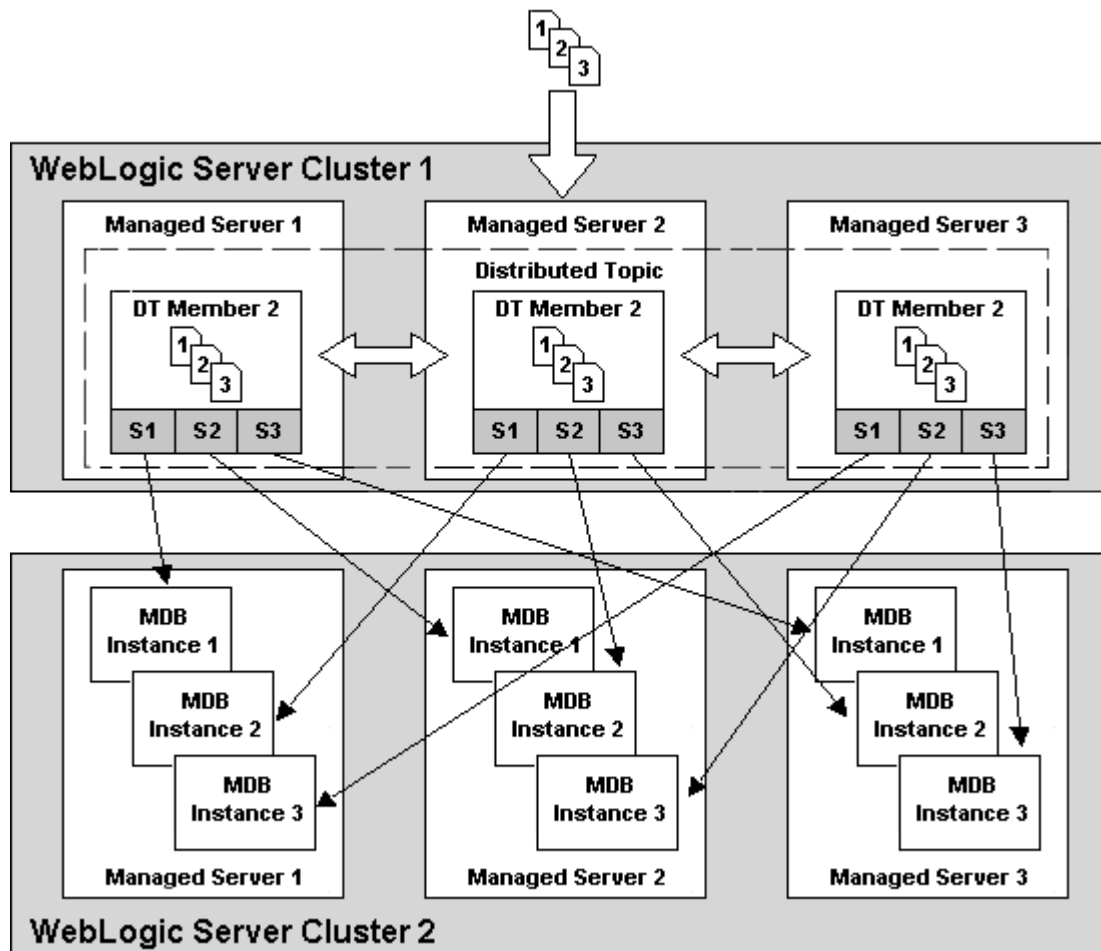 1
2
3
WebLogic Server Cluster 1
Managed Server 1
Managed Server 2
Managed Server 3
Distributed Topic
DT Member 2
DT Member 2
DT Member 2
1
2
3
1
2
3
1
2
3
S1 S2 S3
S1 S2 S3
S1 S2 S3
MDB
Instance 1
MDB
Instance 2
MDB
Instance 3
Managed Server 1
MDB
Instance 1
MDB
Instance 2
MDB
Instance 3
Managed Server 2
MDB
Instance 1
MDB
Instance 2
MDB
Instance 3
Managed Server 3
WebLogic Server Cluster 2